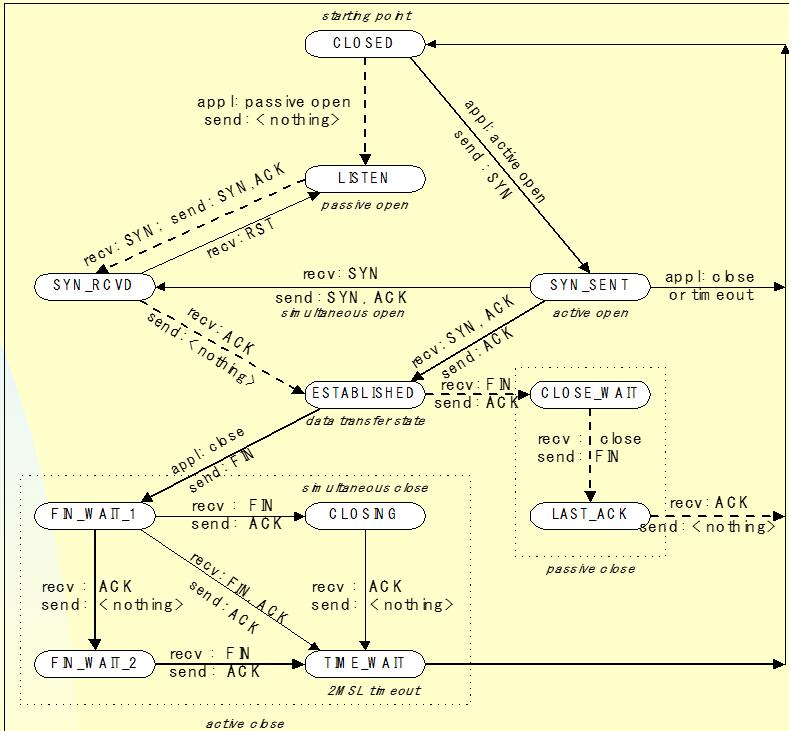 starting point
CLOSED
appl: passive open
send: <nothing>
appl: active open
send: SYN
LISTEN
passive open
recv: SYN; send: SYN, ACK
recv: RST
SYN_RCVD
recv: SYN
send: SYN, ACK
simultaneous open
SYN_SENT
active open
appl: close
or timeout
recv: ACK
send: <nothing>
recv: SYN, ACK
send: ACK
ESTABLISHED
data transfer state
recv: FIN
send: ACK
CLOSE_WAIT
recv : close
send: FIN
LAST_ACK
recv: ACK
send: <nothing>
passive close
appl: close
send: FIN
simultaneous close
FIN_WAIT_1
recv : FIN
send: ACK
CLOSING
recv : ACK
send: <nothing>
recv: FIN, ACK
send: ACK
recv : ACK
send: <nothing>
FIN_WAIT_2
recv : FIN
send: ACK
TIME_WAIT
2MSL timeout
active close